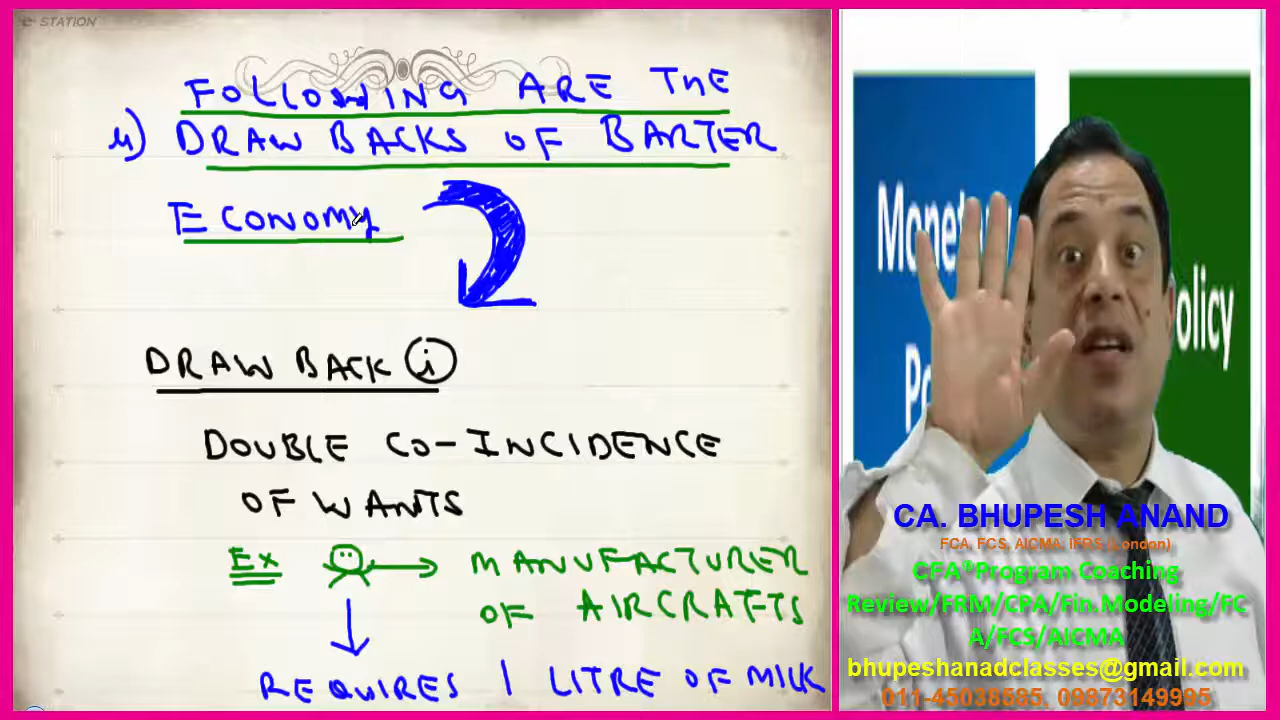 e-STATION
FOLLOWING ARE THE
4) DRAW BACKS OF BARTER
ECONOMY
DRAW BACK (i)
DOUBLE CO-INCIDENCE
OF WANTS
EX MANUFACTURER
OF AIRCRAFTS
REQUIRES 1 LITRE OF MILK
Monet
Po
olicy
CA. BHUPESH ANAND
FCA, FCS, AICMA, IFRS (London)
CFA®Program Coaching
Review/FRM/CPA/Fin.Modeling/FC
A/FCS/AICMA
bhupeshanadclasses@gmail.com
011-45038585, 09873149995